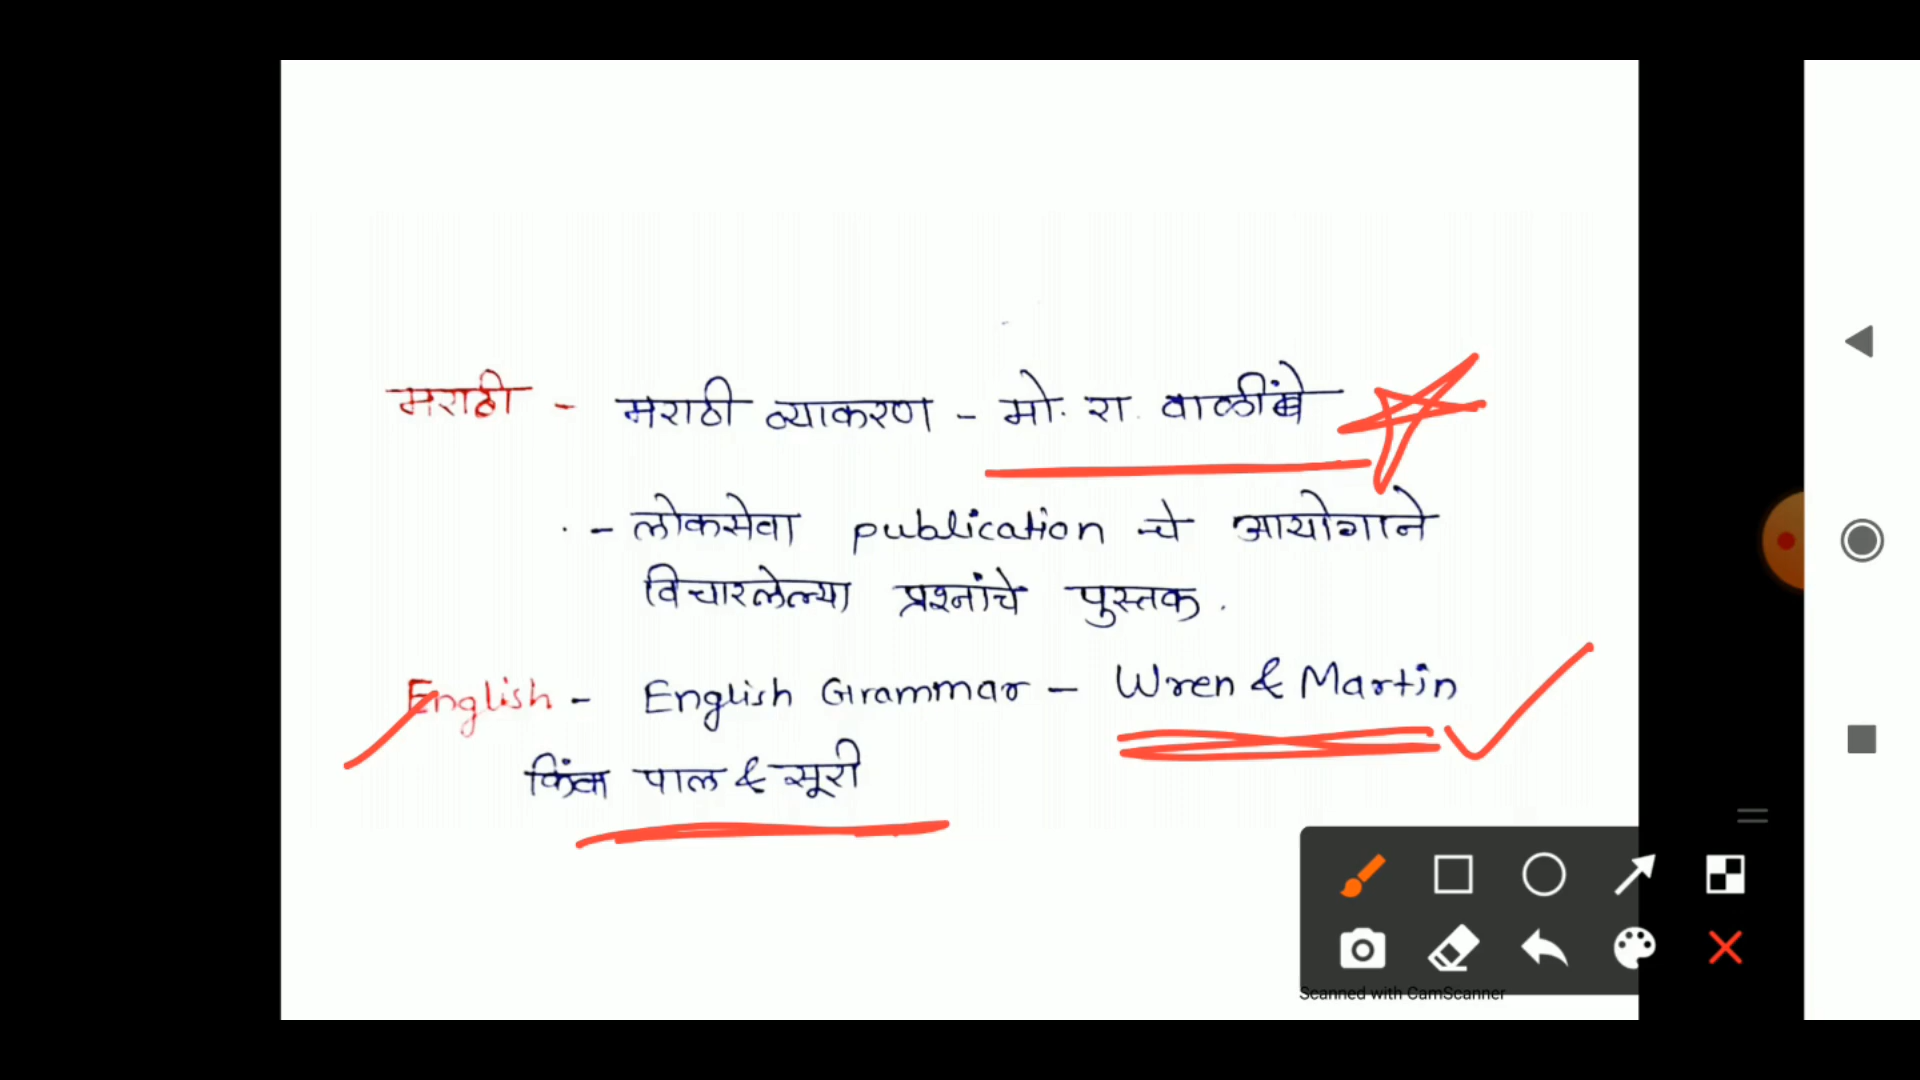 मराठी - मराठी व्याकरण - मो. रा. वाळींबे
- लोकसेवा publication चे आयोगाने
विचारलेल्या प्रश्नांचे पुस्तक.
English - English Grammar - Wren & Martin
किंवा पाल & सूरी
Scanned with CamScanner